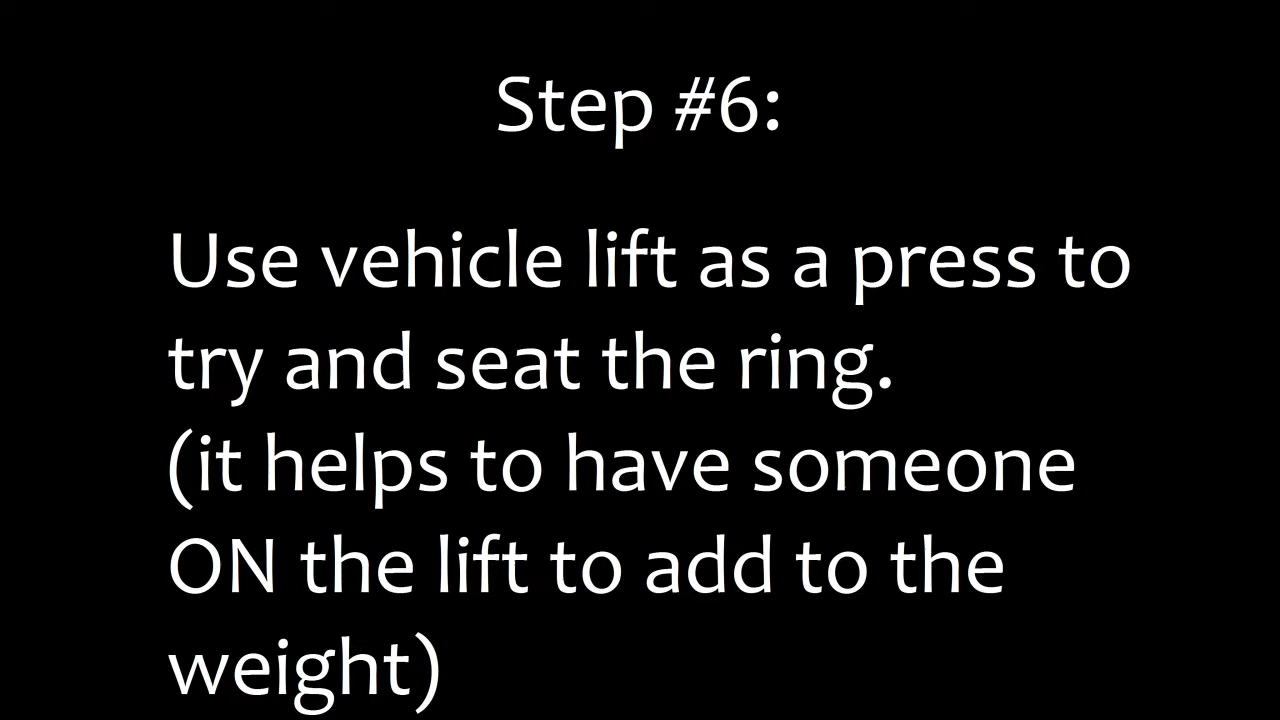 Step #6:
Use vehicle lift as a press to
try and seat the ring.
(it helps to have someone
ON the lift to add to the
weight)